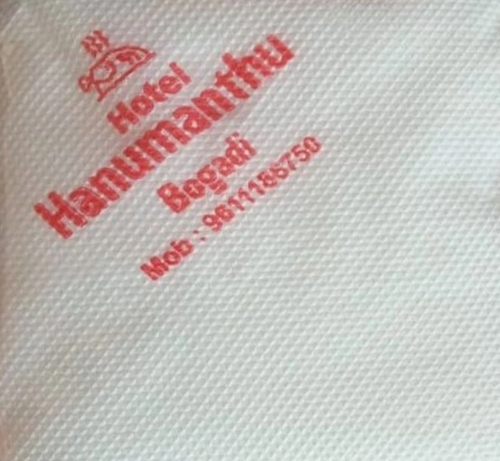 Hotel
Hanumanthu
Bogadi
Mob : 9611186750